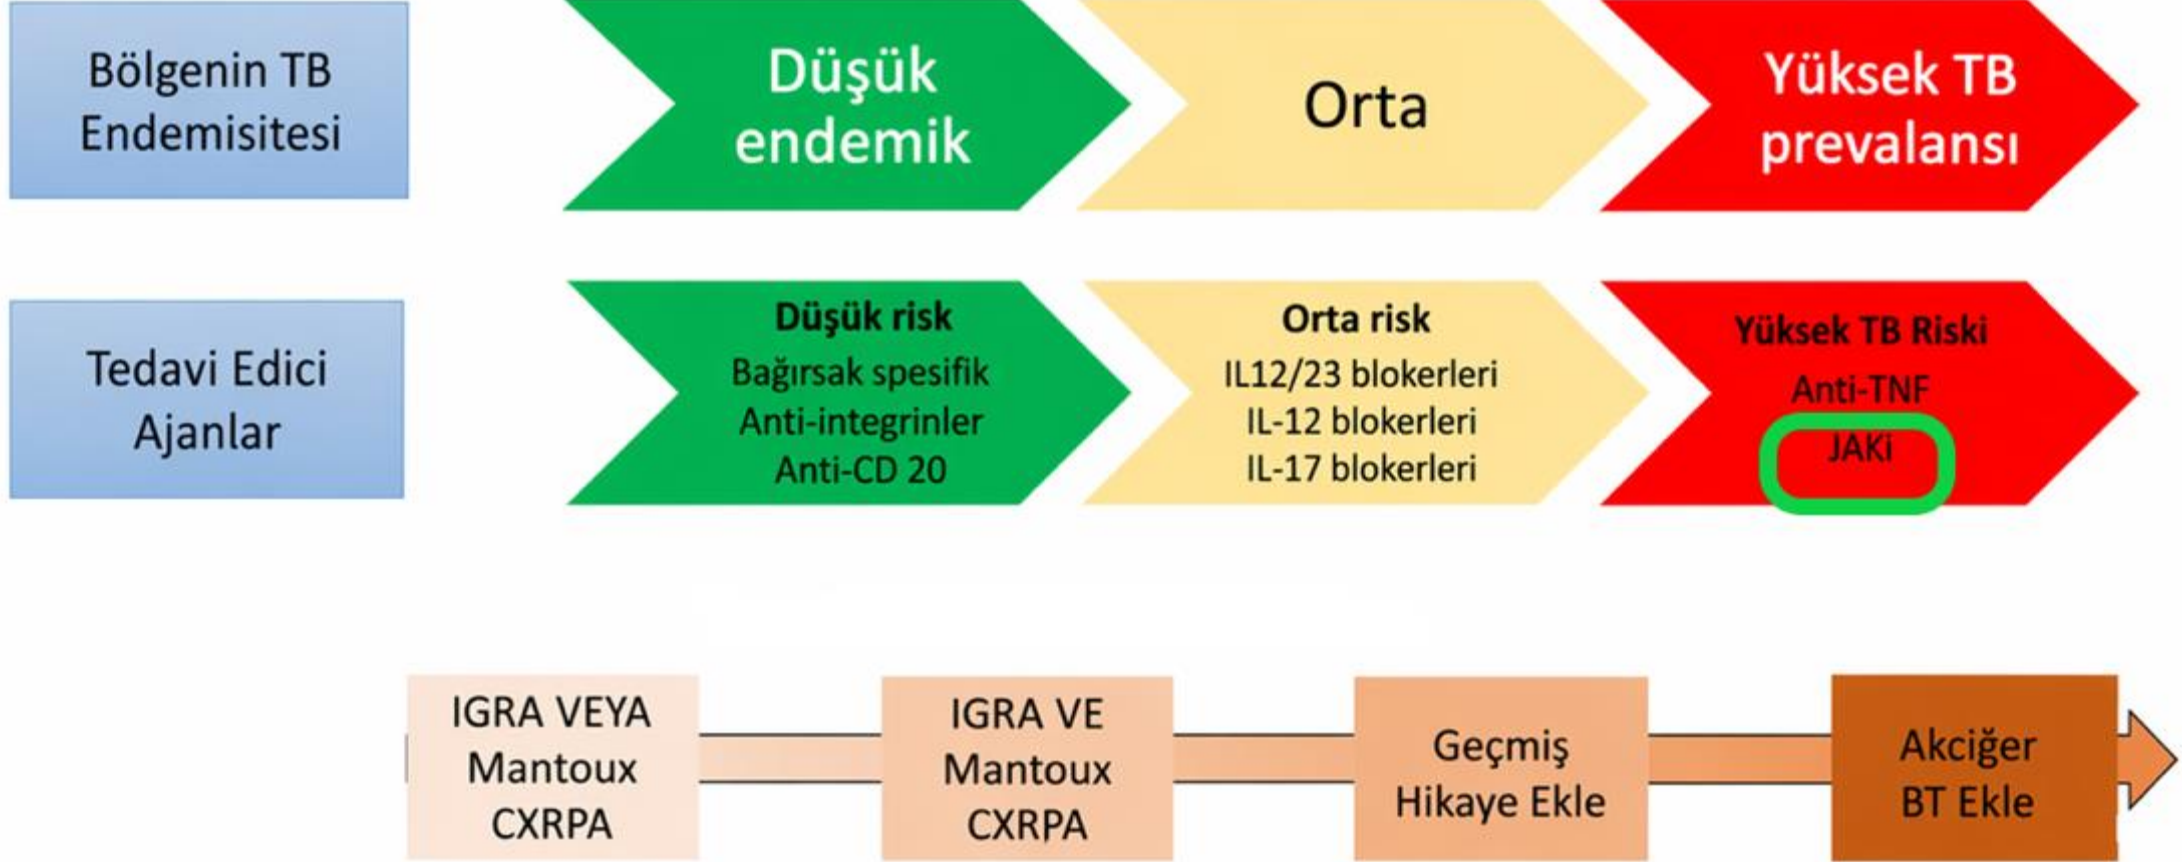 Bölgenin TB
Endemisitesi
Düşük
endemik
Orta
Yüksek TB
prevalansı
Tedavi Edici
Ajanlar
Düşük risk
Bağırsak spesifik
Anti-integrinler
Anti-CD 20
Orta risk
IL12/23 blokerleri
IL-12 blokerleri
IL-17 blokerleri
Yüksek TB Riski
Anti-TNF
JAKi
IGRA VEYA
Mantoux
CXRPA
IGRA VE
Mantoux
CXRPA
Geçmiş
Hikaye Ekle
Akciğer
BT Ekle